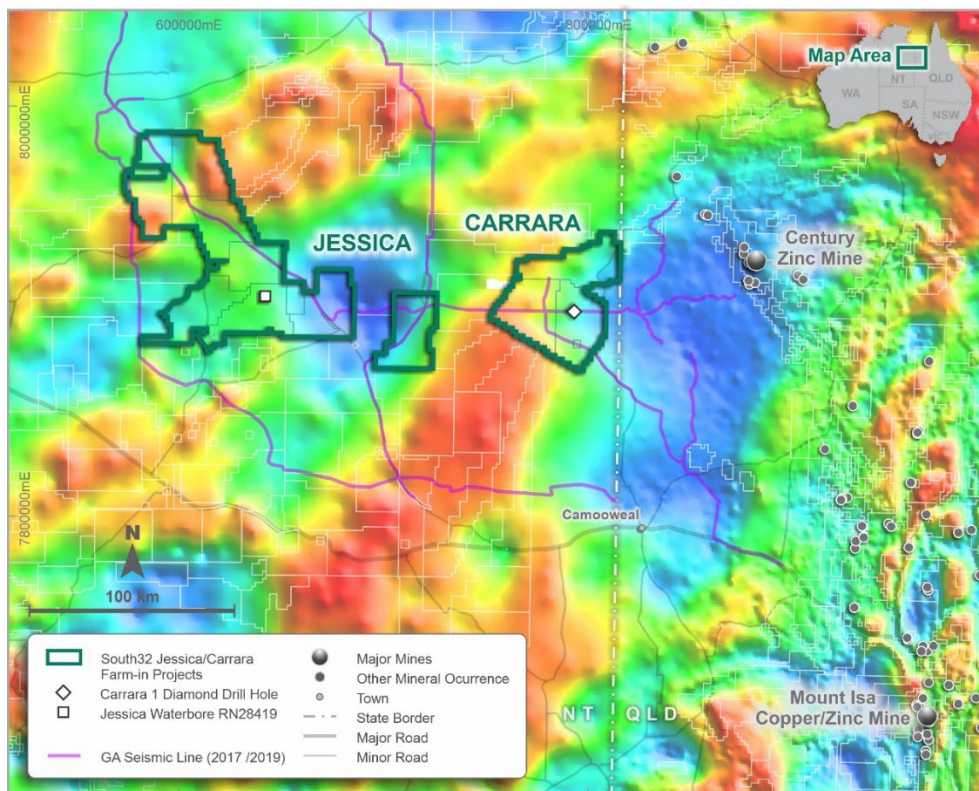 600000mE
800000mE
8000000mE
7800000mE
Map Area
WA
NT
QLD
SA
NSW
VIC
JESSICA
CARRARA
Century
Zinc Mine
Camooweal
N
100 km
NT QLD
Mount Isa
Copper/Zinc Mine
South32 Jessica/Carrara
Farm-in Projects
Carrara 1 Diamond Drill Hole
Jessica Waterbore RN28419
GA Seismic Line (2017 /2019)
Major Mines
Other Mineral Ocurrence
Town
State Border
Major Road
Minor Road